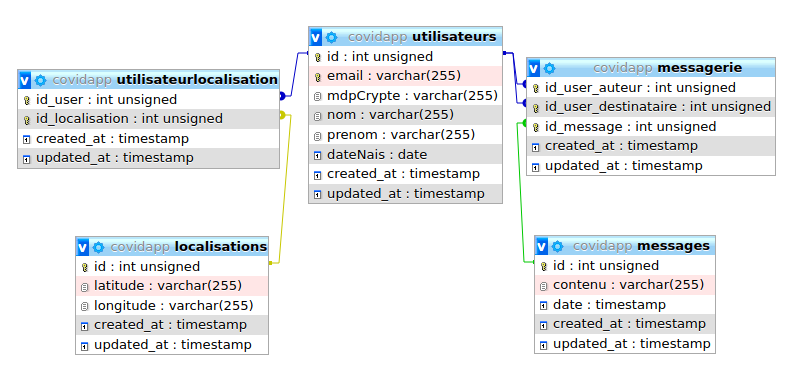 covidapp utilisateurlocalisation
id_user : int unsigned
id_localisation : int unsigned
created_at : timestamp
updated_at : timestamp
covidapp utilisateurs
id : int unsigned
email : varchar(255)
mdpCrypte : varchar(255)
nom : varchar(255)
prenom : varchar(255)
dateNais : date
created_at : timestamp
updated_at : timestamp
covidapp messagerie
id_user_auteur : int unsigned
id_user_destinataire : int unsigned
id_message : int unsigned
created_at : timestamp
updated_at : timestamp
covidapp localisations
id : int unsigned
latitude : varchar(255)
longitude : varchar(255)
created_at : timestamp
updated_at : timestamp
covidapp messages
id : int unsigned
contenu : varchar(255)
date : timestamp
created_at : timestamp
updated_at : timestamp